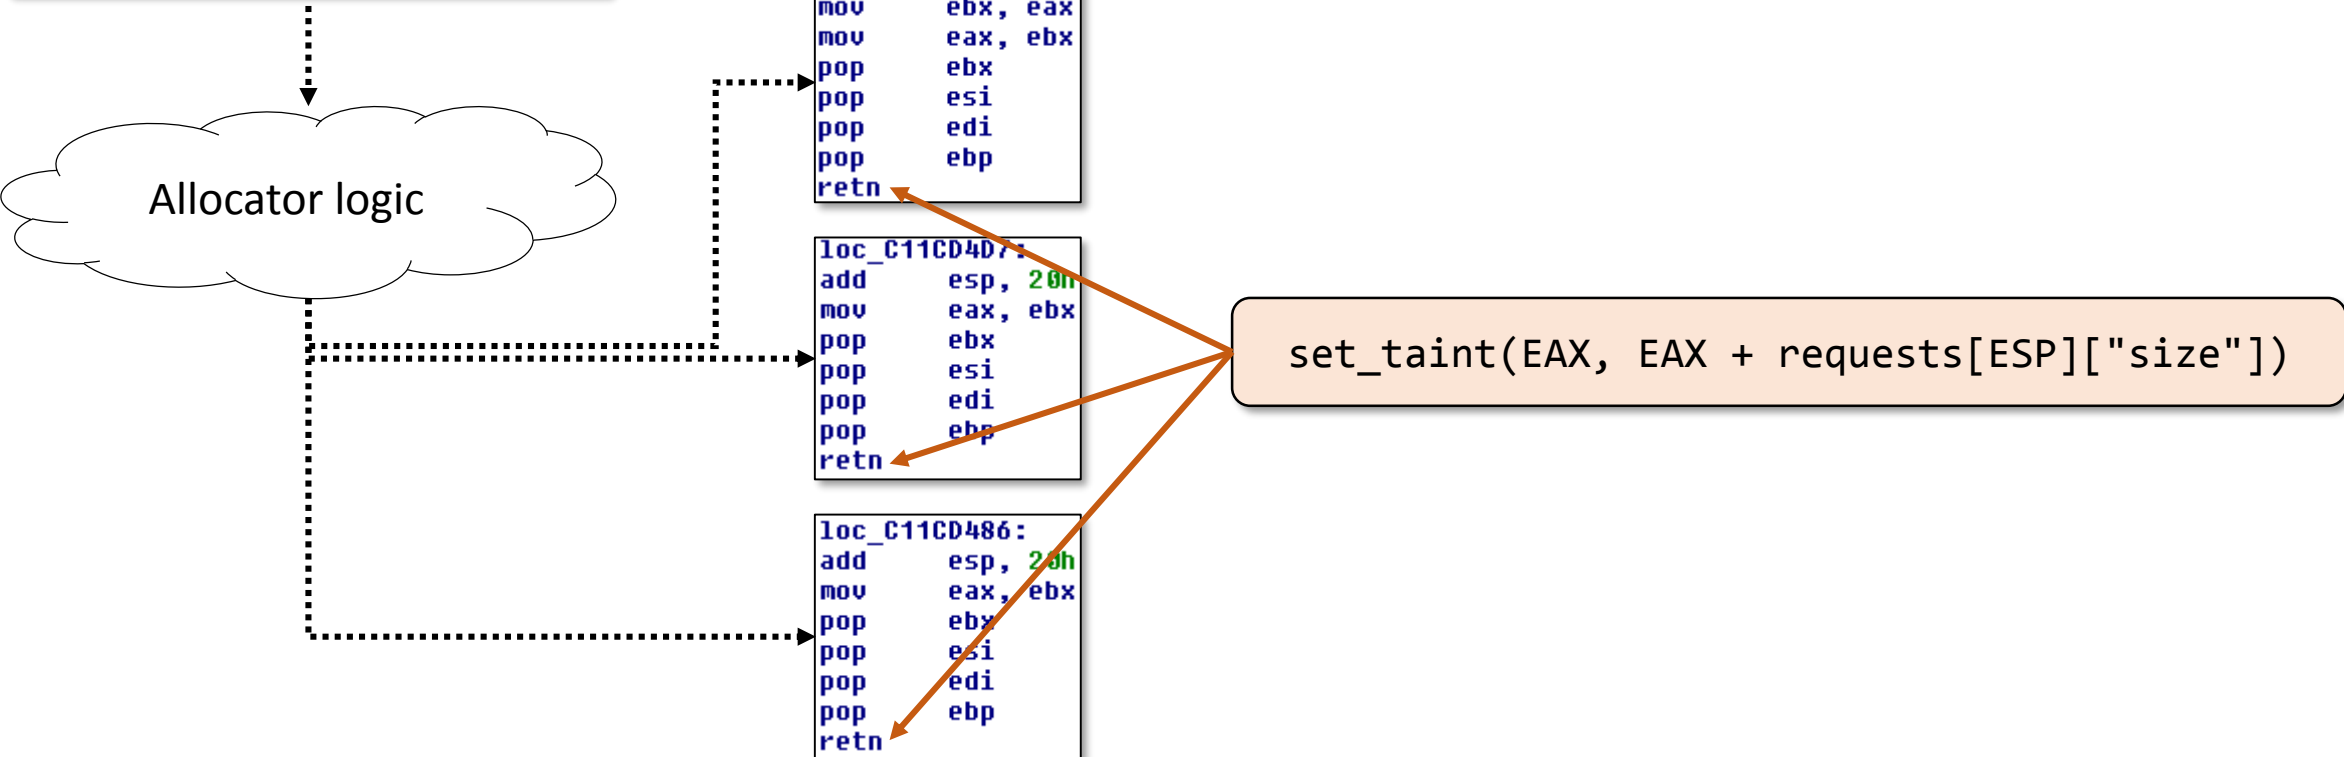 mov ebx, eax
mov eax, ebx
pop ebx
pop esi
pop edi
pop ebp
retn
Allocator logic
loc_C11CD4D7:
add esp, 20h
mov eax, ebx
pop ebx
pop esi
pop edi
pop ebp
retn
set_taint(EAX, EAX + requests[ESP]["size"])
loc_C11CD486:
add esp, 20h
mov eax, ebx
pop ebx
pop esi
pop edi
pop ebp
retn